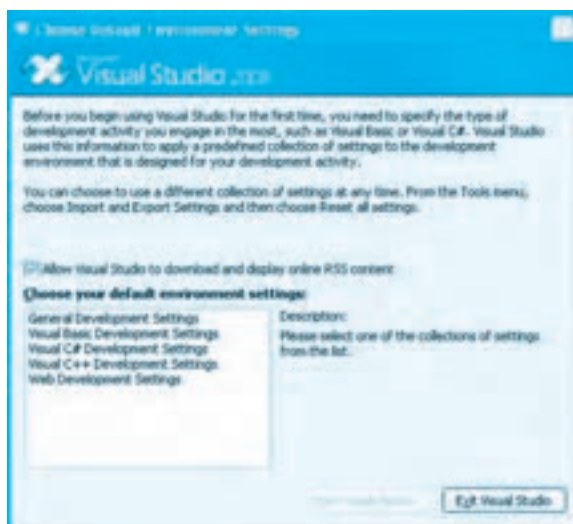 Choose Default Environment Settings
Visual Studio
Before you begin using Visual Studio for the first time, you need to specify the type of
development activity you engage in the most, such as Visual Basic or Visual C#. Visual Studio
uses this information to apply a predefined collection of settings to the development
environment that is designed for your development activity.
You can choose to use a different collection of settings at any time. From the Tools menu,
choose Import and Export Settings and then choose Reset all settings.
Allow Visual Studio to download and display online RSS content
Choose your default environment settings:
General Development Settings
Visual Basic Development Settings
Visual C# Development Settings
Visual C++ Development Settings
Web Development Settings
Description:
Please select one of the collections of settings
from the list.
Exit Visual Studio